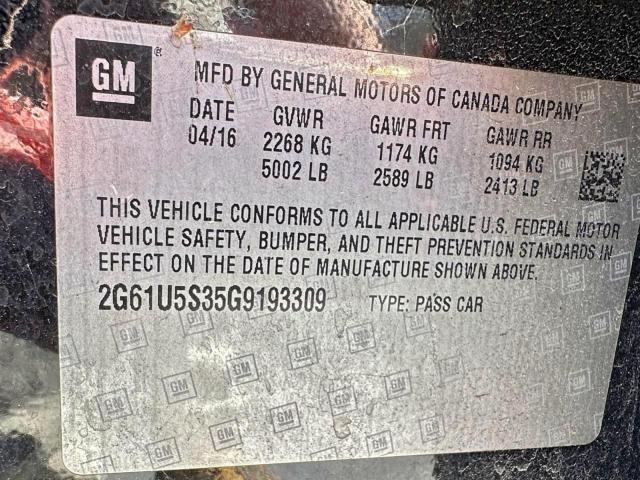 GM ®
MFD BY GENERAL MOTORS OF CANADA COMPANY
DATE GVWR GAWR FRT GAWR RR
04/16 2268 KG 1174 KG 1094 KG
5002 LB 2589 LB 2413 LB
THIS VEHICLE CONFORMS TO ALL APPLICABLE U.S. FEDERAL MOTOR
VEHICLE SAFETY, BUMPER, AND THEFT PREVENTION STANDARDS IN
EFFECT ON THE DATE OF MANUFACTURE SHOWN ABOVE.
2G61U5S35G9193309 TYPE: PASS CAR